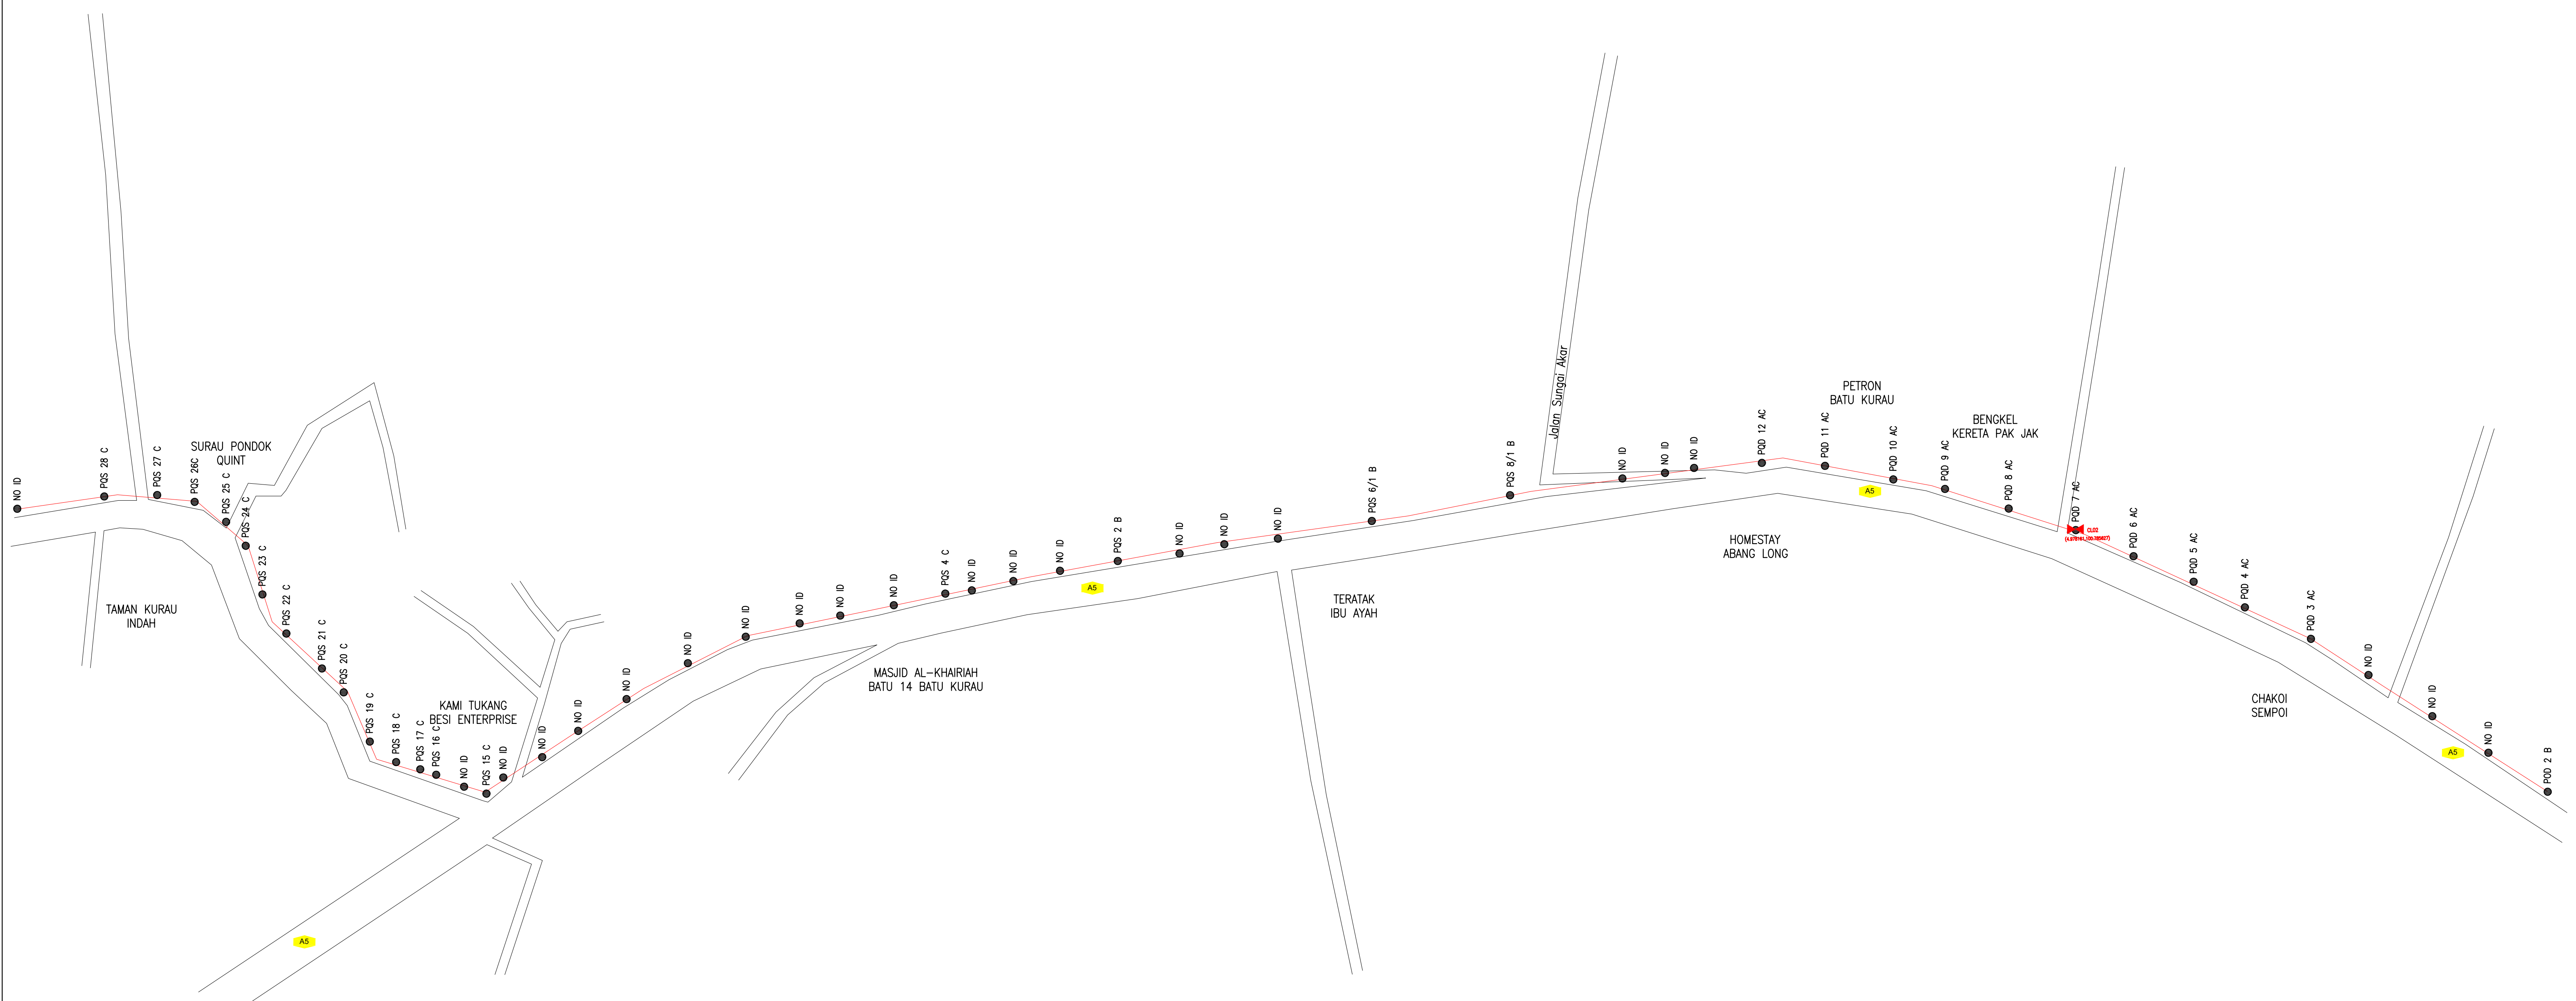 NO ID
PQS 28 C
PQS 27 C
PQS 26C
PQS 25 C
PQS 24 C
PQS 23 C
PQS 22 C
PQS 21 C
PQS 20 C
PQS 19 C
PQS 18 C
PQS 17 C
PQS 16 C
NO ID
PQS 15 C
NO ID
NO ID
NO ID
NO ID
NO ID
NO ID
NO ID
NO ID
NO ID
PQS 4 C
NO ID
NO ID
NO ID
PQS 2 B
NO ID
NO ID
NO ID
PQS 6/1 B
PQS 8/1 B
NO ID
NO ID
NO ID
PQD 12 AC
PQD 11 AC
PQD 10 AC
PQD 9 AC
PQD 8 AC
PQD 7 AC
PQD 6 AC
PQD 5 AC
PQD 4 AC
PQD 3 AC
NO ID
NO ID
NO ID
PQD 2 B
SURAU PONDOK
QUINT
TAMAN KURAU
INDAH
KAMI TUKANG
BESI ENTERPRISE
MASJID AL-KHAIRIAH
BATU 14 BATU KURAU
TERATAK
IBU AYAH
Jalan Sungai Akar
HOMESTAY
ABANG LONG
PETRON
BATU KURAU
BENGKEL
KERETA PAK JAK
CHAKOI
SEMPOI
CL02
A5
A5
A5
A5